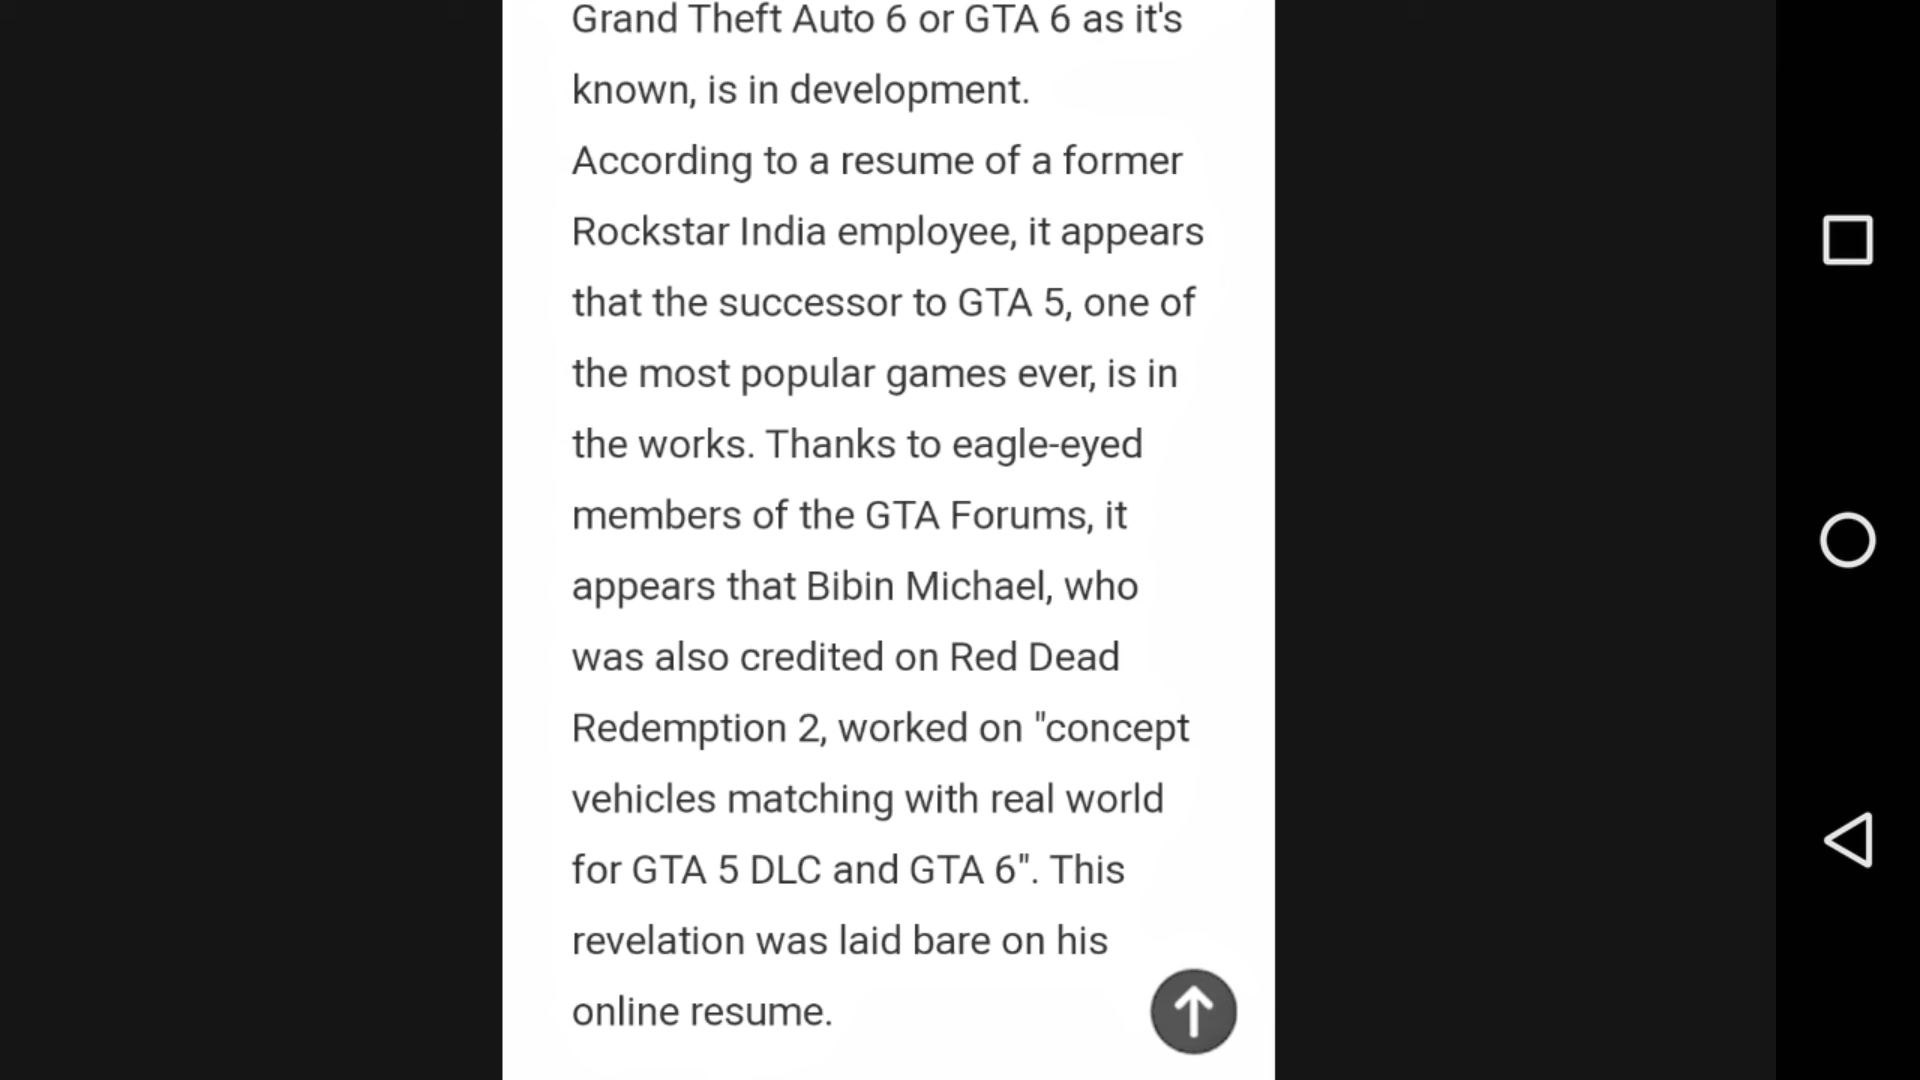 Grand Theft Auto 6 or GTA 6 as it's
known, is in development.
According to a resume of a former
Rockstar India employee, it appears
that the successor to GTA 5, one of
the most popular games ever, is in
the works. Thanks to eagle-eyed
members of the GTA Forums, it
appears that Bibin Michael, who
was also credited on Red Dead
Redemption 2, worked on "concept
vehicles matching with real world
for GTA 5 DLC and GTA 6". This
revelation was laid bare on his
online resume.